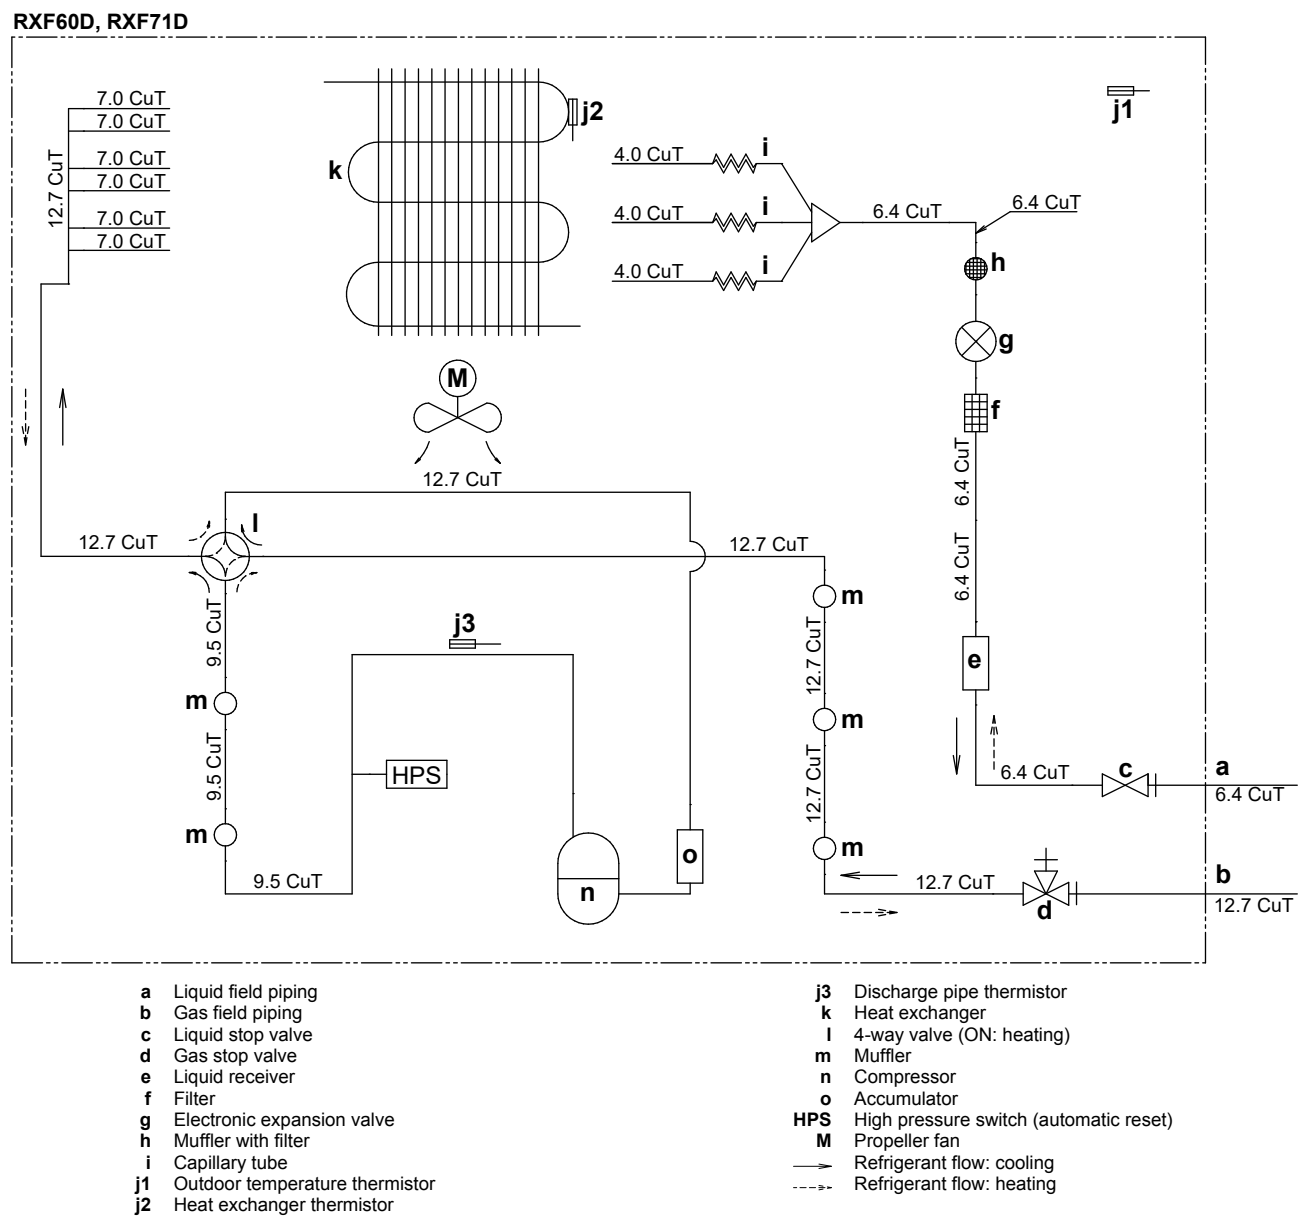 RXF60D, RXF71D
7.0 CuT
7.0 CuT
7.0 CuT
7.0 CuT
7.0 CuT
7.0 CuT
12.7 CuT
k
j2
j1
4.0 CuT
i
4.0 CuT
i
4.0 CuT
i
6.4 CuT
6.4 CuT
h
g
f
6.4 CuT
6.4 CuT
e
M
12.7 CuT
12.7 CuT
l
12.7 CuT
9.5 CuT
j3
m
12.7 CuT
m
9.5 CuT
m
12.7 CuT
HPS
m
m
9.5 CuT
n
o
6.4 CuT
c
a
6.4 CuT
12.7 CuT
d
b
12.7 CuT
a Liquid field piping
b Gas field piping
c Liquid stop valve
d Gas stop valve
e Liquid receiver
f Filter
g Electronic expansion valve
h Muffler with filter
i Capillary tube
j1 Outdoor temperature thermistor
j2 Heat exchanger thermistor
j3 Discharge pipe thermistor
k Heat exchanger
l 4-way valve (ON: heating)
m Muffler
n Compressor
o Accumulator
HPS High pressure switch (automatic reset)
M Propeller fan
Refrigerant flow: cooling
Refrigerant flow: heating